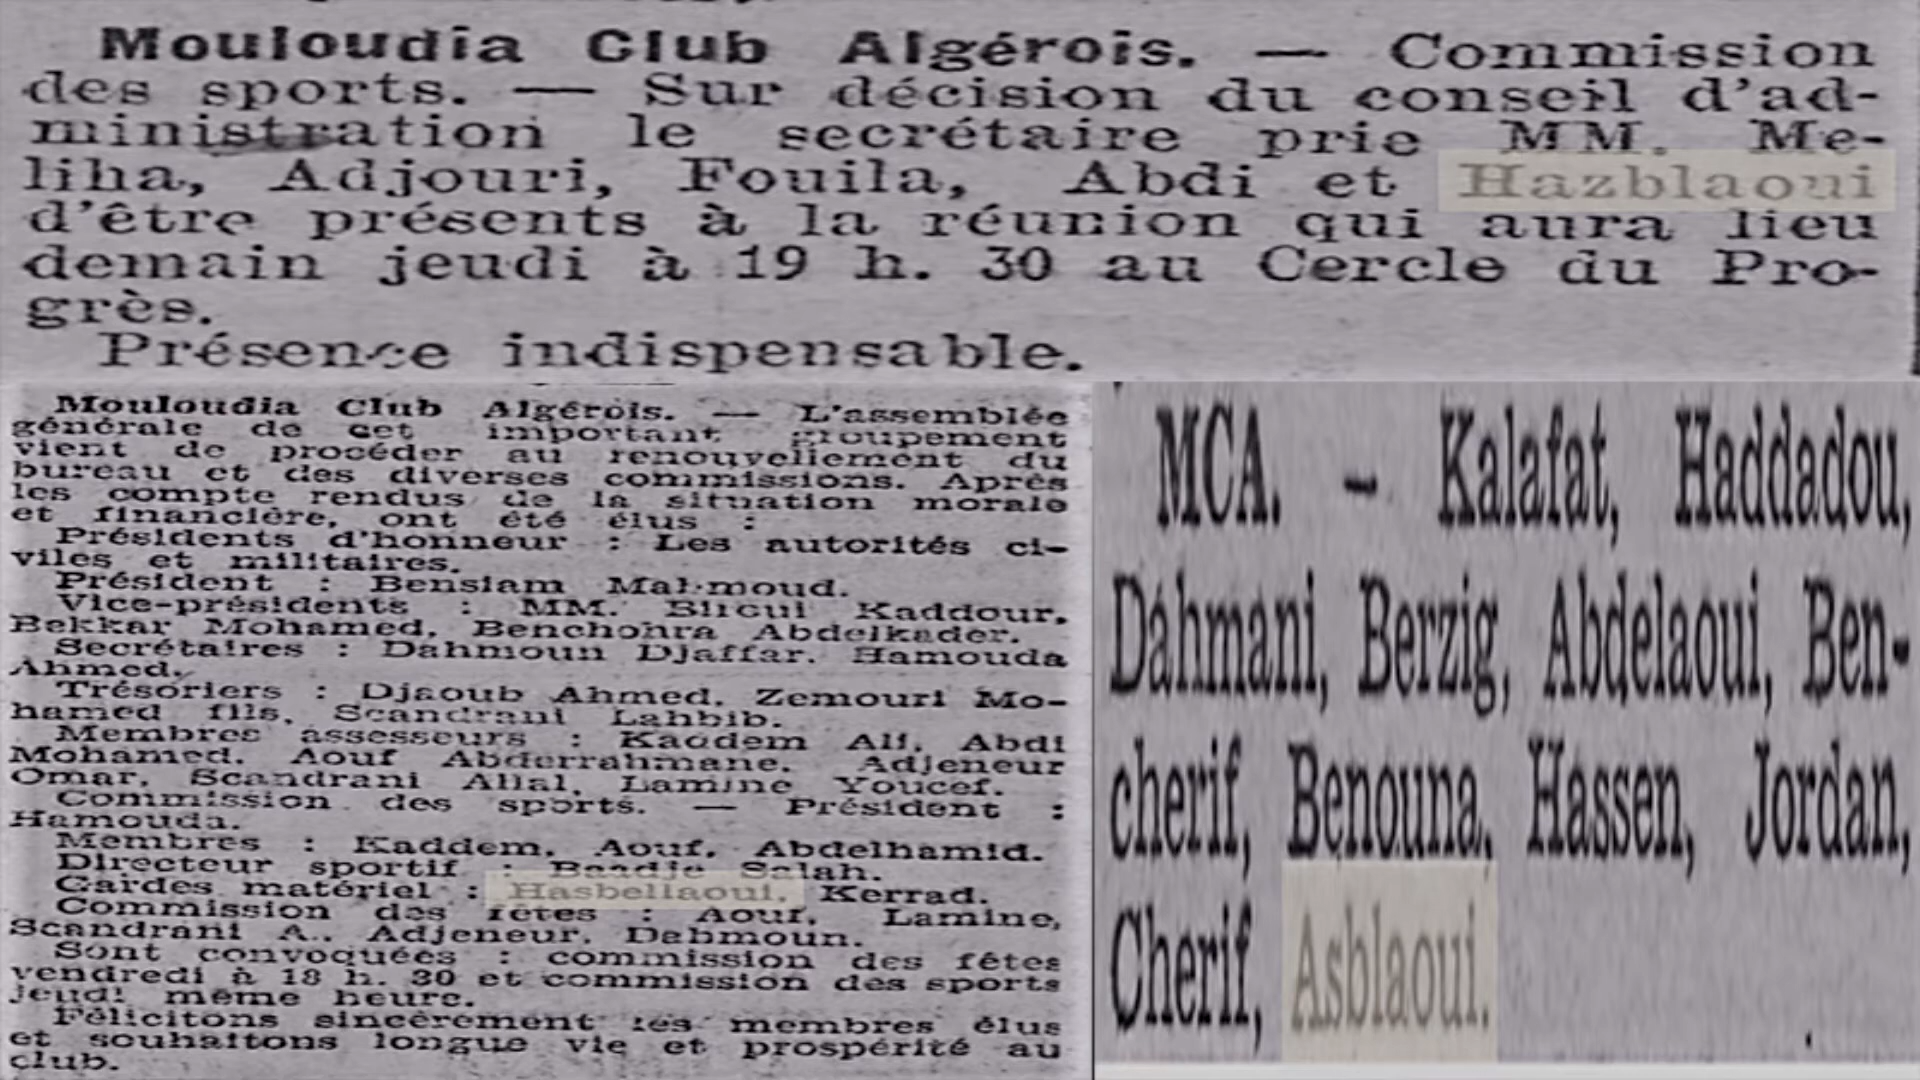 Mouloudia Club Algérois. — Commission
des sports. — Sur décision du conseil d'ad-
ministration le secrétaire prie MM. Me-
liha, Adjouri, Fouila, Abdi et Hazblaoui
d'être présents à la réunion qui aura lieu
demain jeudi à 19 h. 30 au Cercle du Pro-
grès.
Présence indispensable.
Mouloudia Club Algérois. — L'assemblée
générale de cet important groupement
vient de procéder au renouvellement du
bureau et des diverses commissions. Après
les compte rendus de la situation morale
et financière, ont été élus :
Présidents d'honneur : Les autorités ci-
viles et militaires.
Président : Bensiam Mahmoud.
Vice-présidents : MM. Kaddour,
Bekkar Mohamed, Benchohra Abdelkader.
Secrétaires : Dahmoun Djaffar, Hamouda
Ahmed.
Trésoriers : Djaoub Ahmed, Zemouri Mo-
hamed fils, Scandrani Lahbib.
Membres assesseurs : Kaddem Ali, Abdi
Mohamed, Aouf Abderrahmane, Adjeneur
Omar, Scandrani Allal, Lamine Youcef.
Commission des sports. — Président :
Hamouda.
Membres : Kaddem, Aouf, Abdelhamid.
Directeur sportif : Baadje Salah.
Gardes matériel : Hasbellaoui, Kerrad.
Commission des fêtes : Aouf, Lamine,
Scandrani A., Adjeneur, Dahmoun.
Sont convoquées : commission des fêtes
vendredi à 18 h. 30 et commission des sports
jeudi même heure.
Félicitons sincèrement les membres élus
et souhaitons longue vie et prospérité au
club.
MCA. - Kalafat, Haddadou,
Dahmani, Berzig, Abdelaoui, Ben-
cherif, Benouna, Hassen, Jordan,
Cherif, Asblaoui.